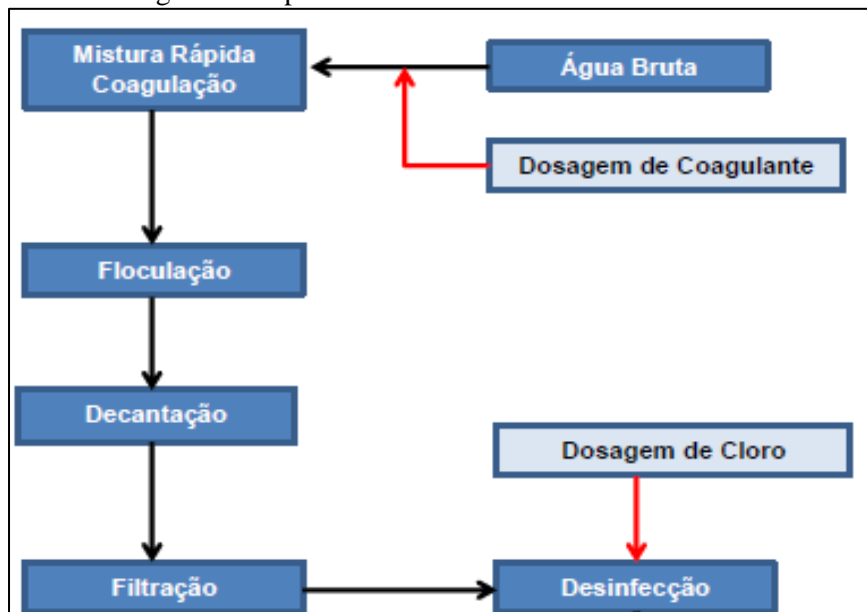 Mistura Rápida
Coagulação
Água Bruta
Dosagem de Coagulante
Floculação
Decantação
Dosagem de Cloro
Filtração
Desinfecção